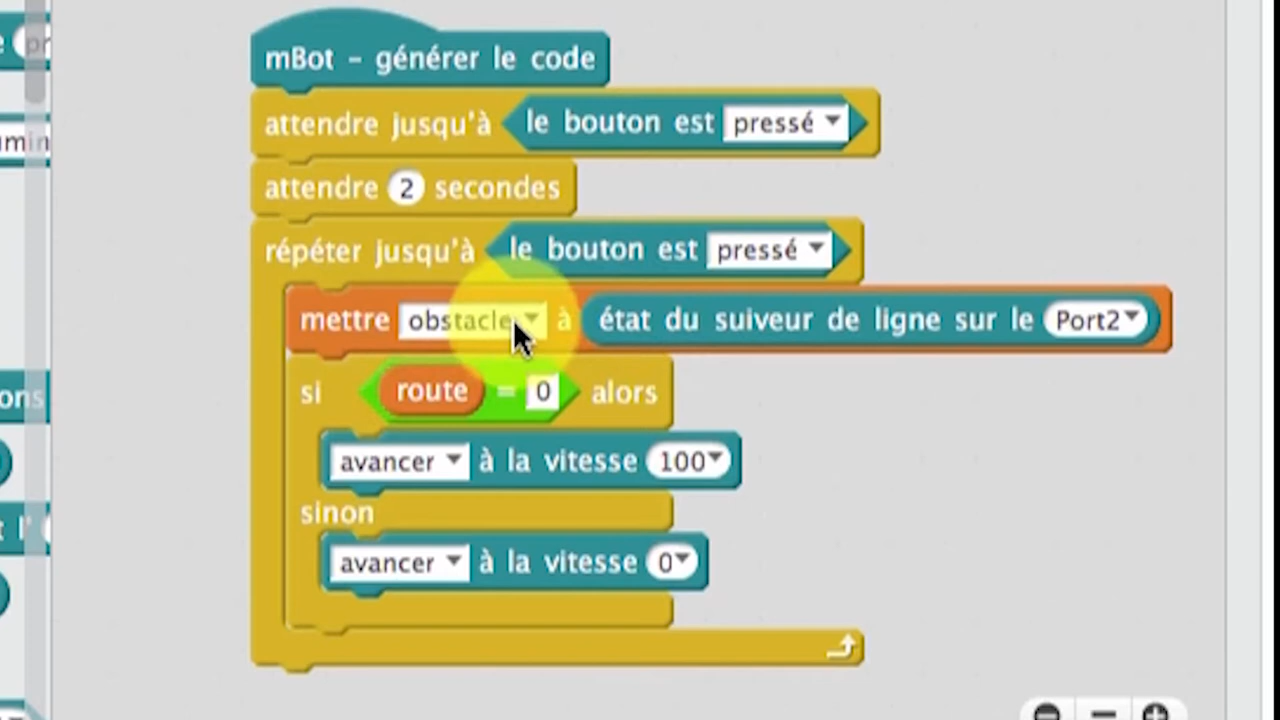 mBot - générer le code
attendre jusqu'à le bouton est pressé
attendre 2 secondes
répéter jusqu'à le bouton est pressé
mettre obstacle à état du suiveur de ligne sur le Port2
si route = 0 alors
avancer à la vitesse 100
sinon
avancer à la vitesse 0